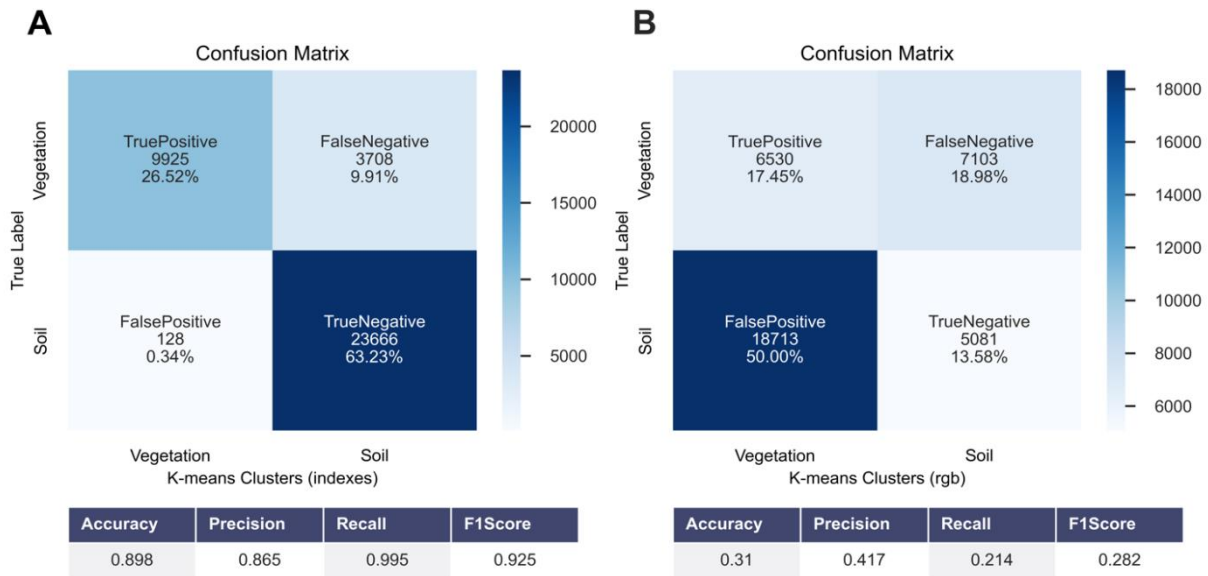 A
Confusion Matrix
True Label
Vegetation
Soil
TruePositive
9925
26.52%
FalseNegative
3708
9.91%
FalsePositive
128
0.34%
TrueNegative
23666
63.23%
20000
15000
10000
5000
Vegetation Soil
K-means Clusters (indexes)
Accuracy Precision Recall F1Score
0.898 0.865 0.995 0.925
B
Confusion Matrix
True Label
Vegetation
Soil
TruePositive
6530
17.45%
FalseNegative
7103
18.98%
FalsePositive
18713
50.00%
TrueNegative
5081
13.58%
18000
16000
14000
12000
10000
8000
6000
Vegetation Soil
K-means Clusters (rgb)
Accuracy Precision Recall F1Score
0.31 0.417 0.214 0.282